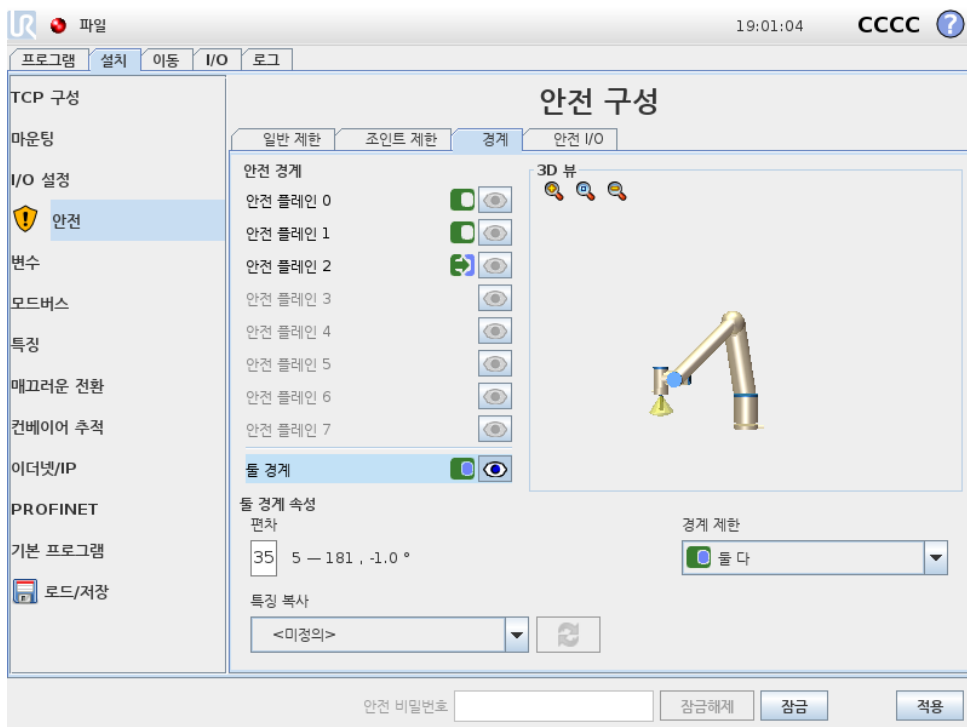 UR 파일 19:01:04 CCCC ?
프로그램 설치 이동 I/O 로그
TCP 구성
마운팅
I/O 설정
안전
변수
모드버스
특징
매끄러운 전환
컨베이어 추적
이더넷/IP
PROFINET
기본 프로그램
로드/저장
안전 구성
일반 제한 조인트 제한 경계 안전 I/O
안전 경계
안전 플레인 0
안전 플레인 1
안전 플레인 2
안전 플레인 3
안전 플레인 4
안전 플레인 5
안전 플레인 6
안전 플레인 7
툴 경계
3D 뷰
툴 경계 속성
편차
35 5 — 181 , -1.0 °
경계 제한
둘 다
특징 복사
<미정의>
안전 비밀번호 잠금해제 잠금 적용